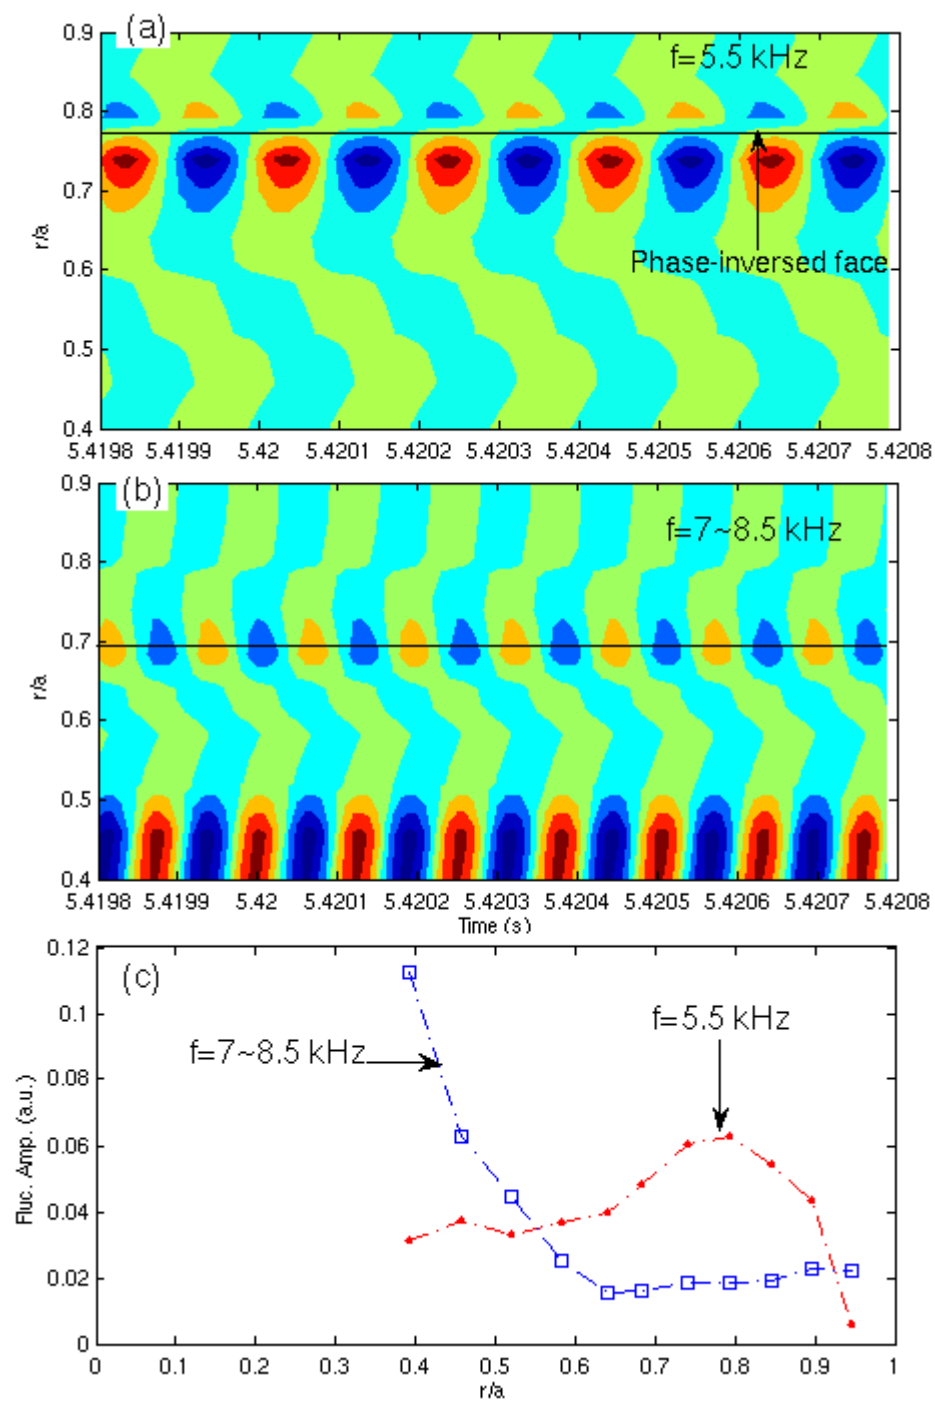 (a)
f=5.5 kHz
0.9
0.8
0.7
0.6
0.5
0.4
r/a
Phase-inversed face
5.4198 5.4199 5.42 5.4201 5.4202 5.4203 5.4204 5.4205 5.4206 5.4207 5.4208
(b)
f=7~8.5 kHz
0.9
0.8
0.7
0.6
0.5
0.4
r/a
5.4198 5.4199 5.42 5.4201 5.4202 5.4203 5.4204 5.4205 5.4206 5.4207 5.4208
Time (s)
(c)
0.12
0.1
0.08
0.06
0.04
0.02
0
Fluc. Amp. (a.u.)
f=5.5 kHz
f=7~8.5 kHz
0 0.1 0.2 0.3 0.4 0.5 0.6 0.7 0.8 0.9 1
r/a